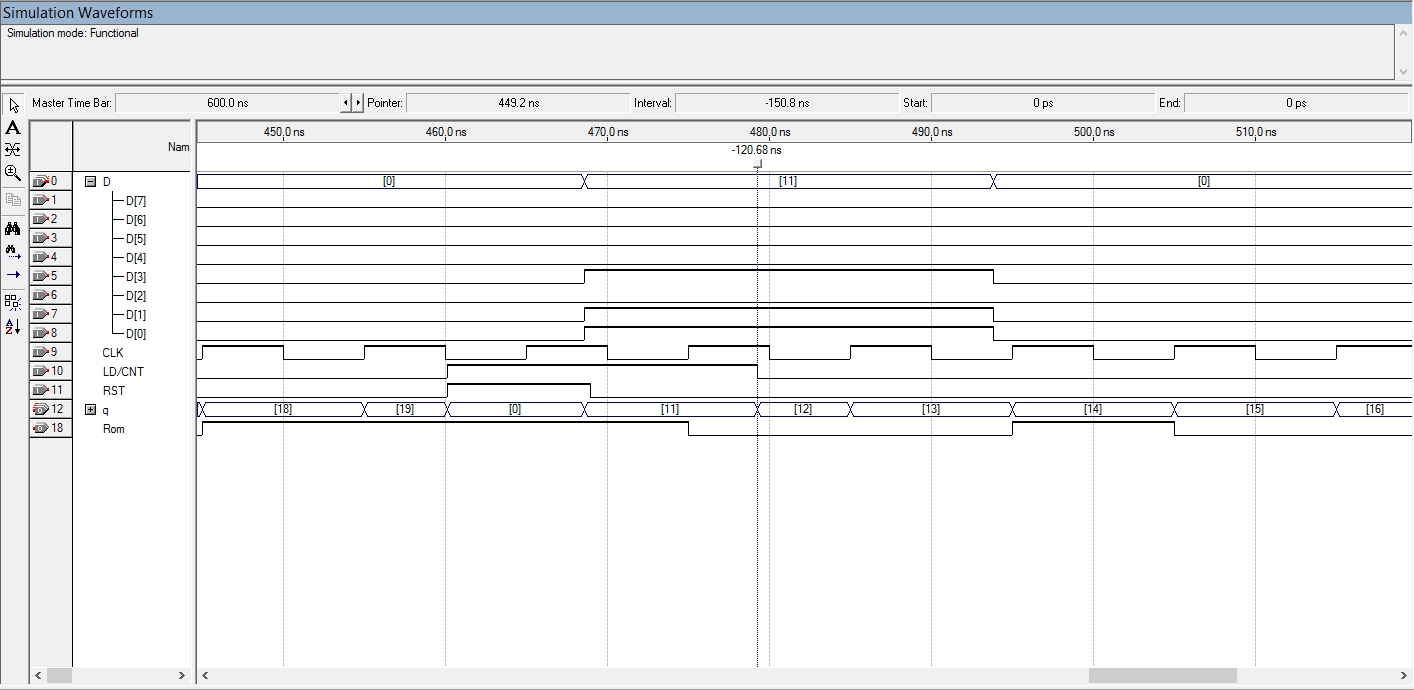 Simulation Waveforms
Simulation mode: Functional
Master Time Bar: 600.0 ns Pointer: 449.2 ns Interval: -150.8 ns Start: 0 ps End: 0 ps
Nam 450.0 ns 460.0 ns 470.0 ns 480.0 ns 490.0 ns 500.0 ns 510.0 ns
-120.68 ns
0 D [0] [11] [0]
1 D[7]
2 D[6]
3 D[5]
4 D[4]
5 D[3]
6 D[2]
7 D[1]
8 D[0]
9 CLK
10 LD/CNT
11 RST
12 q [18] [19] [0] [11] [12] [13] [14] [15] [16]
18 Rom